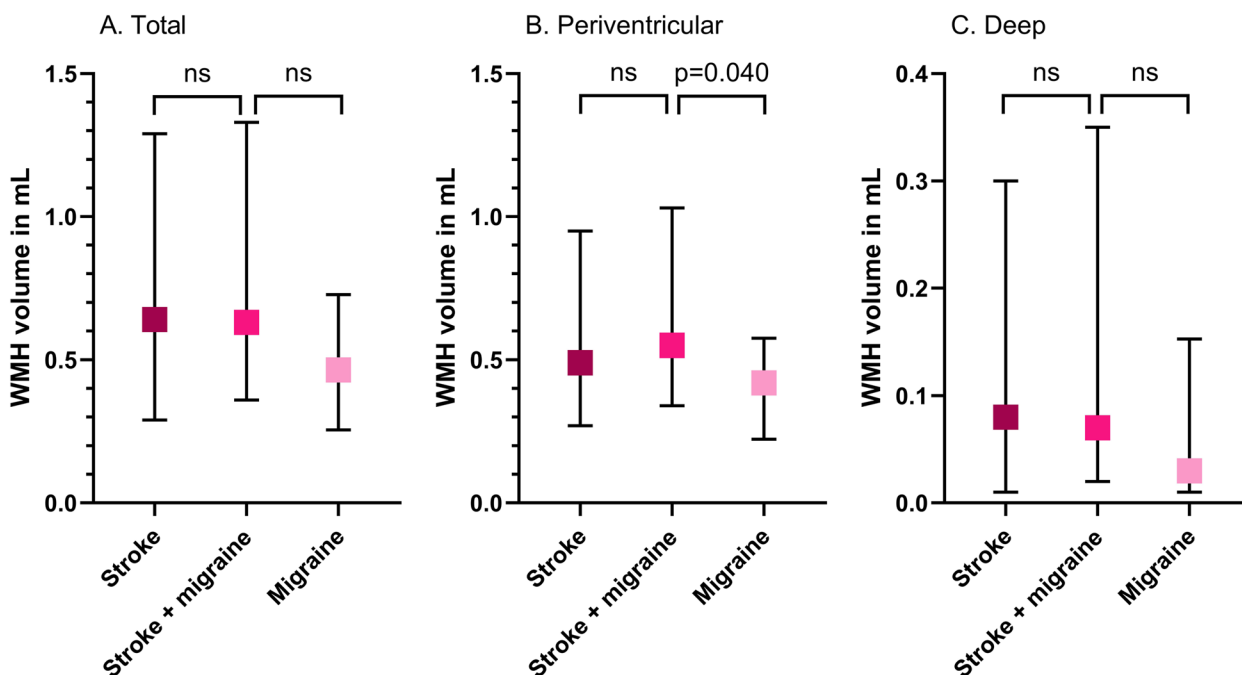 A. Total
ns
ns
WMH volume in mL
1.5
1.0
0.5
0.0
Stroke
Stroke + migraine
Migraine
B. Periventricular
ns
p=0.040
WMH volume in mL
1.5
1.0
0.5
0.0
Stroke
Stroke + migraine
Migraine
C. Deep
ns
ns
WMH volume in mL
0.4
0.3
0.2
0.1
0.0
Stroke
Stroke + migraine
Migraine